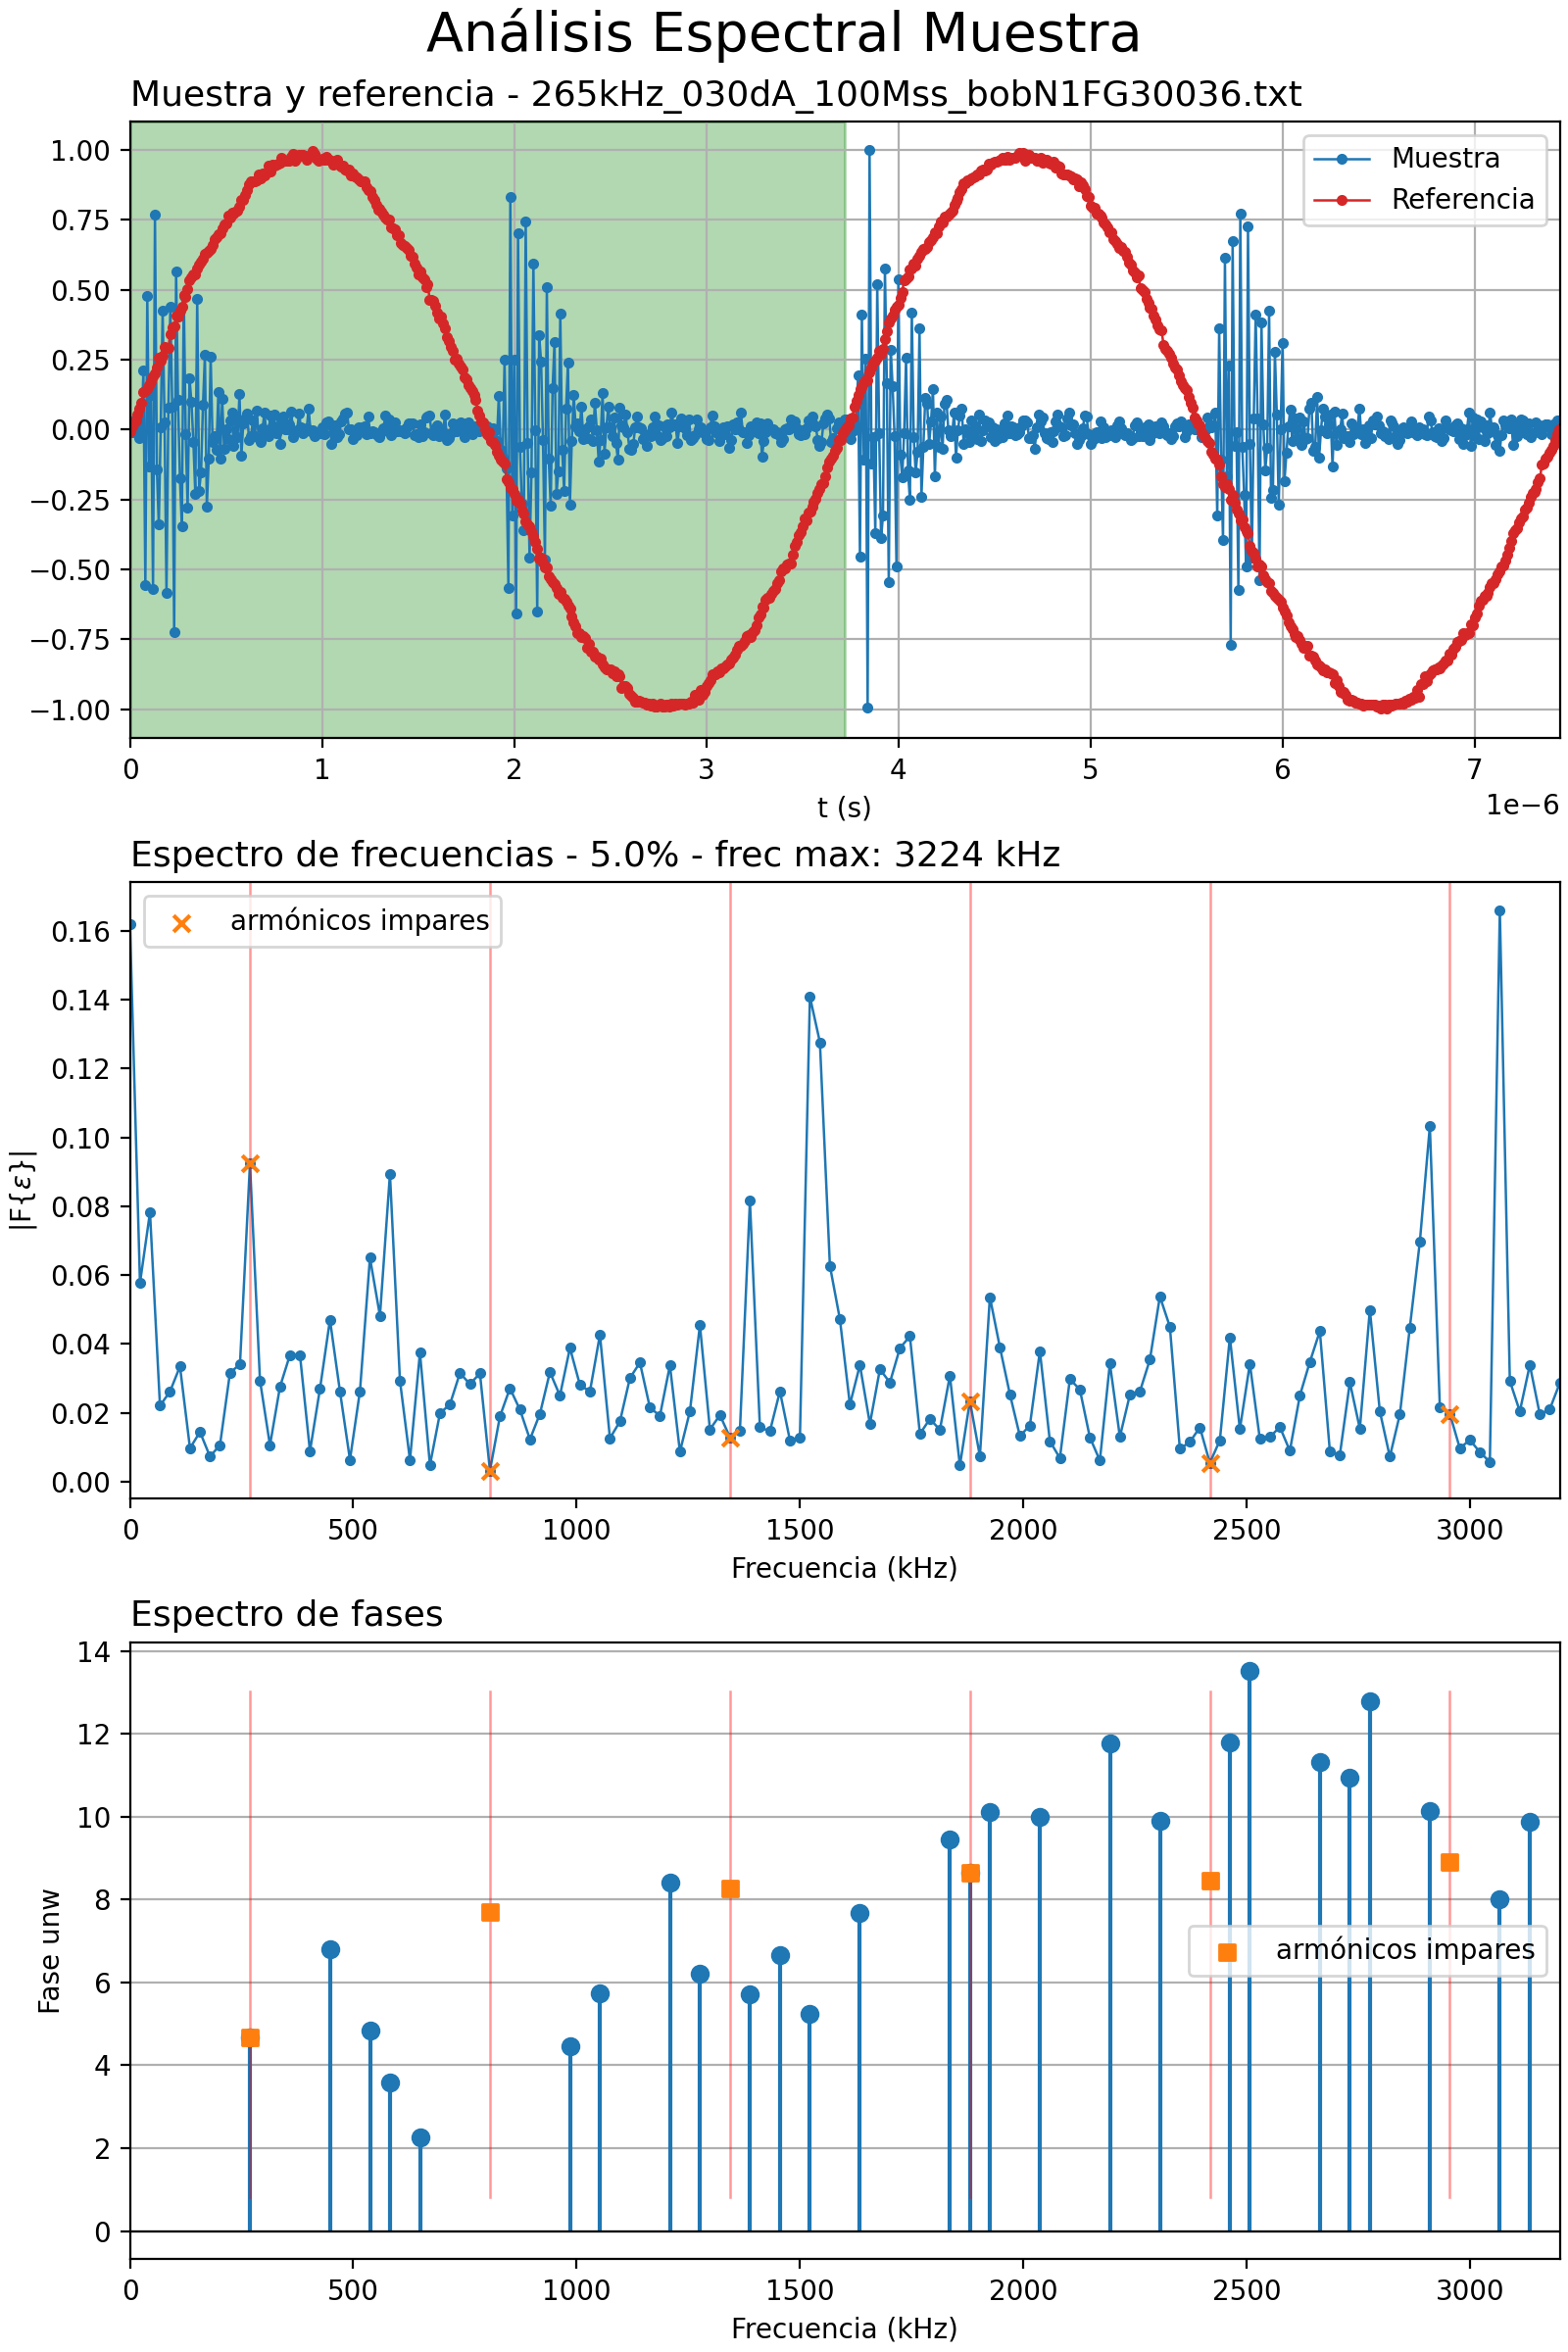 Análisis Espectral Muestra
Muestra y referencia - 265kHz_030dA_100Mss_bobN1FG30036.txt
1.00
0.75
0.50
0.25
0.00
−0.25
−0.50
−0.75
−1.00
Muestra
Referencia
0 1 2 3 4 5 6 7
t (s)
1e−6
Espectro de frecuencias - 5.0% - frec max: 3224 kHz
armónicos impares
|F{ε}|
0.16
0.14
0.12
0.10
0.08
0.06
0.04
0.02
0.00
0 500 1000 1500 2000 2500 3000
Frecuencia (kHz)
Espectro de fases
Fase unw
14
12
10
8
6
4
2
0
armónicos impares
0 500 1000 1500 2000 2500 3000
Frecuencia (kHz)